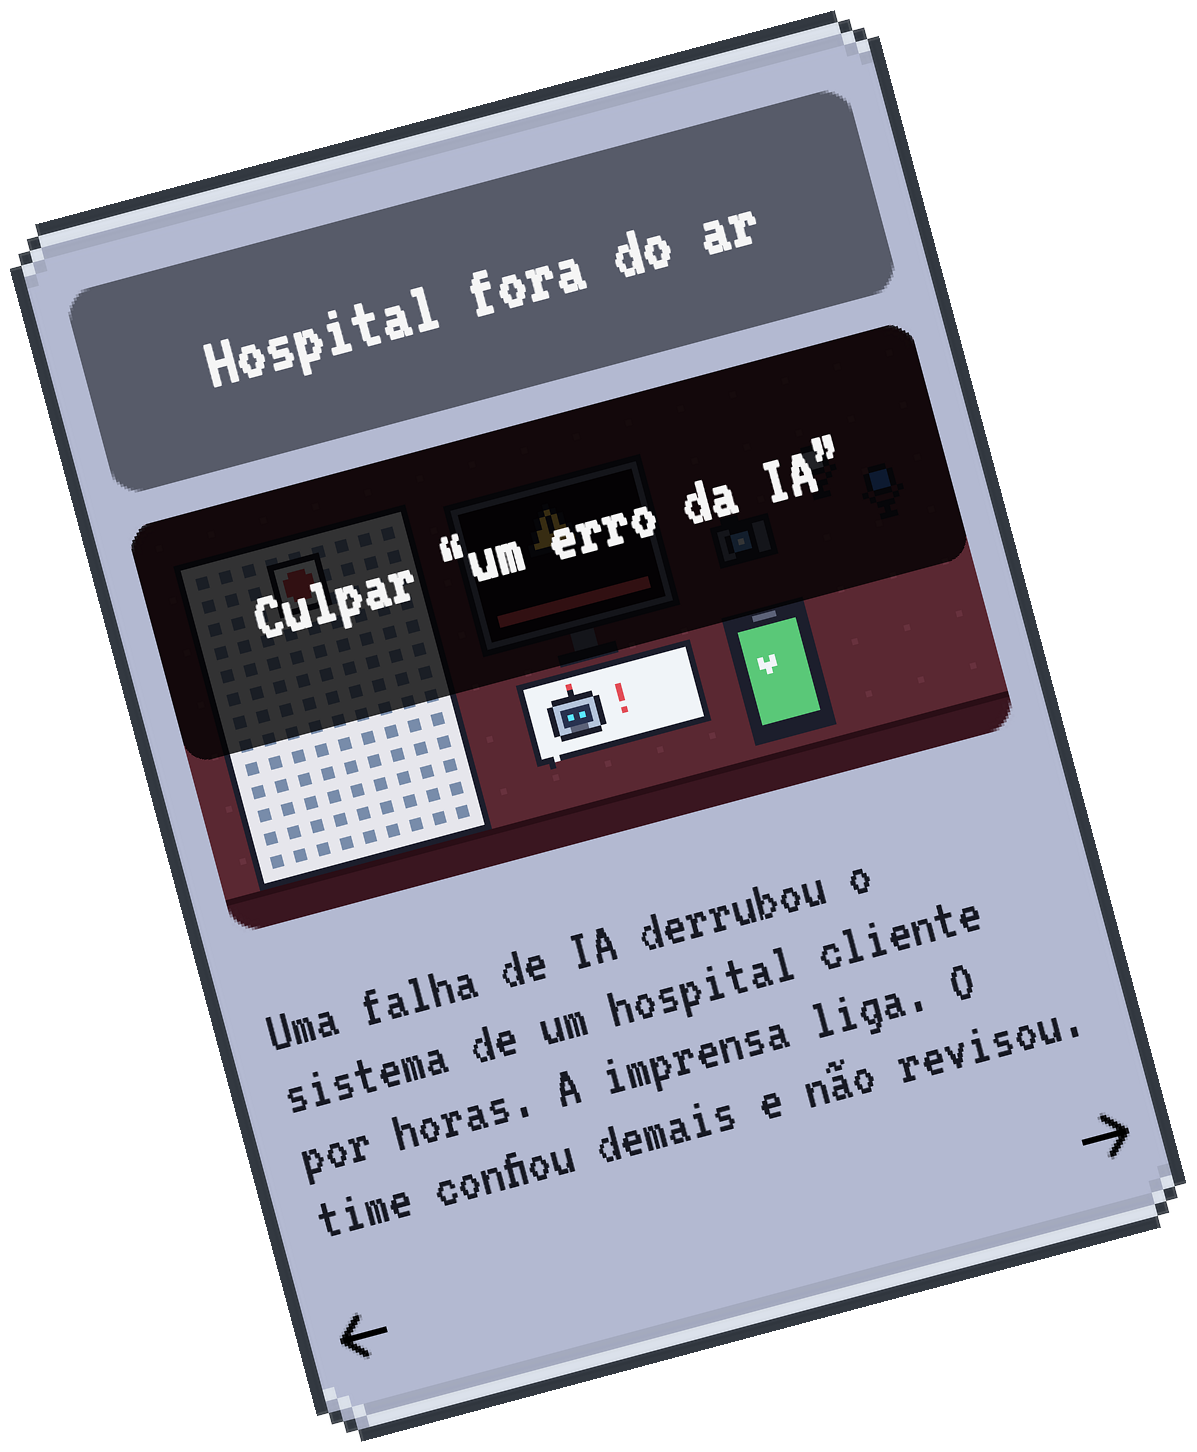 Hospital fora do ar
Culpar “um erro da IA”
!
Uma falha de IA derrubou o
sistema de um hospital cliente
por horas. A imprensa liga. O
time confiou demais e não revisou.